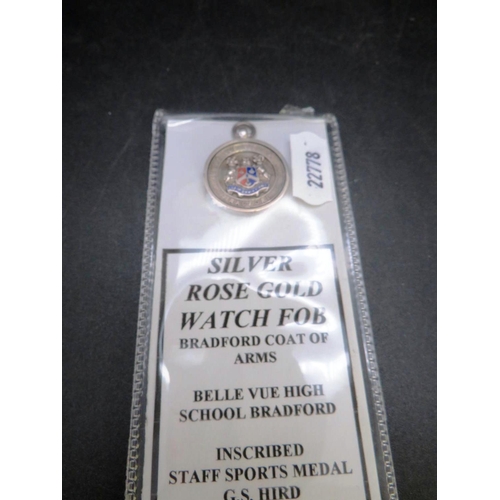 22778
SILVER
ROSE GOLD
WATCH FOB
BRADFORD COAT OF
ARMS
BELLE VUE HIGH
SCHOOL BRADFORD
INSCRIBED
STAFF SPORTS MEDAL
G.S. HIRD